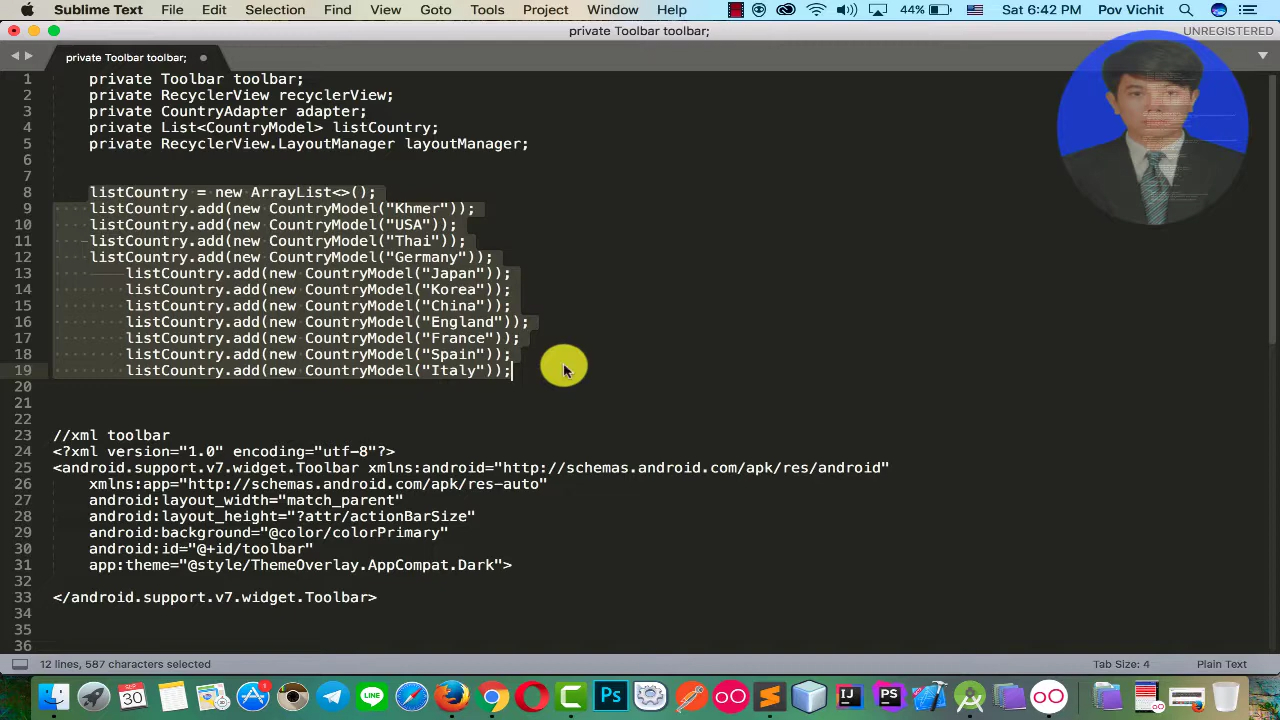 Sublime Text File Edit Selection Find View Goto Tools Project Window Help 44% Sat 6:42 PM Pov Vichit
private Toolbar toolbar; UNREGISTERED
private Toolbar toolbar;
1 private Toolbar toolbar;
2 private RecyclerView recyclerView;
3 private CountryAdapter adapter;
4 private List<CountryModel> listCountry;
5 private RecyclerView.LayoutManager layoutManager;
6
7
8 listCountry = new ArrayList<>();
9 listCountry.add(new CountryModel("Khmer"));
10 listCountry.add(new CountryModel("USA"));
11 listCountry.add(new CountryModel("Thai"));
12 listCountry.add(new CountryModel("Germany"));
13 listCountry.add(new CountryModel("Japan"));
14 listCountry.add(new CountryModel("Korea"));
15 listCountry.add(new CountryModel("China"));
16 listCountry.add(new CountryModel("England"));
17 listCountry.add(new CountryModel("France"));
18 listCountry.add(new CountryModel("Spain"));
19 listCountry.add(new CountryModel("Italy"));
20
21
22
23 //xml toolbar
24 <?xml version="1.0" encoding="utf-8"?>
25 <android.support.v7.widget.Toolbar xmlns:android="http://schemas.android.com/apk/res/android"
26 xmlns:app="http://schemas.android.com/apk/res-auto"
27 android:layout_width="match_parent"
28 android:layout_height="?attr/actionBarSize"
29 android:background="@color/colorPrimary"
30 android:id="@+id/toolbar"
31 app:theme="@style/ThemeOverlay.AppCompat.Dark">
32
33 </android.support.v7.widget.Toolbar>
34
35
36
12 lines, 587 characters selected Tab Size: 4 Plain Text
30 LINE 1 Ps IJ PS